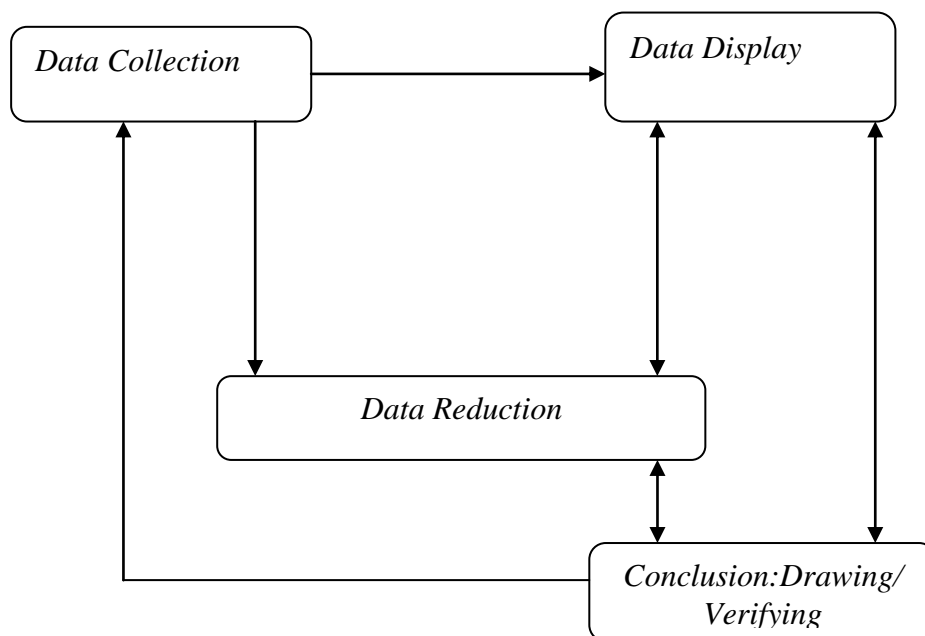 Data Collection
Data Display
Data Reduction
Conclusion:Drawing/
Verifying